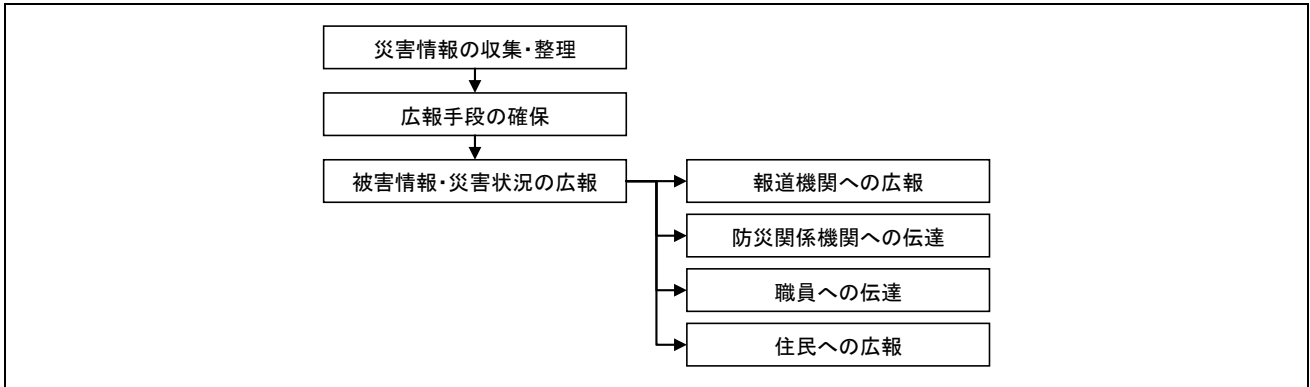 災害情報の収集・整理
広報手段の確保
被害情報・災害状況の広報
報道機関への広報
防災関係機関への伝達
職員への伝達
住民への広報